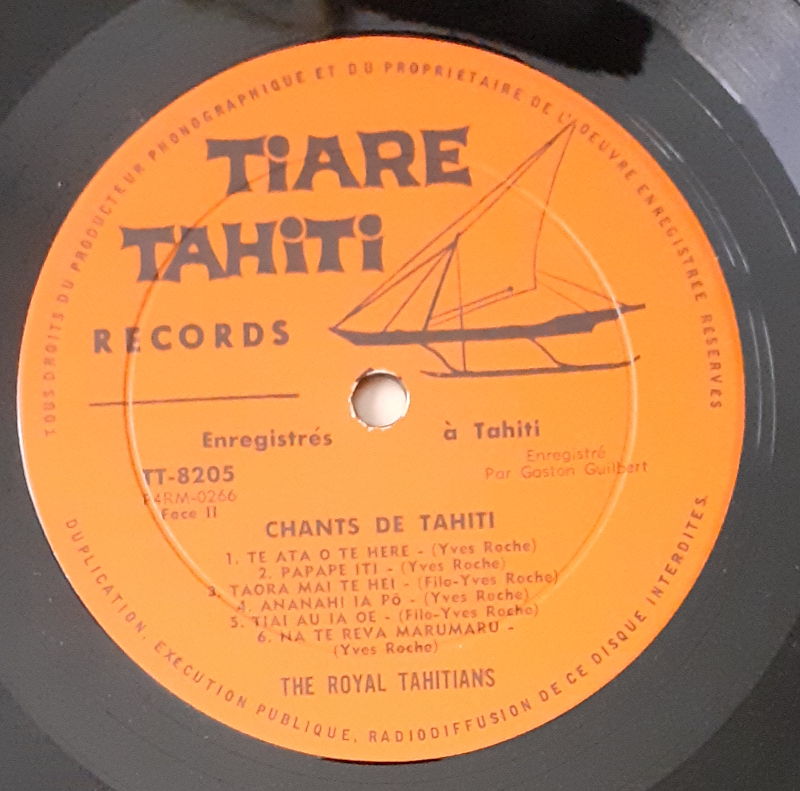 TOUS DROITS DU PRODUCTEUR PHONOGRAPHIQUE ET DU PROPRIETAIRE DE L'OEUVRE ENREGISTREE RESERVES
TiARE
TAHiTi
RECORDS
Enregistrés à Tahiti
TT-8205
Enregistré
Par Gaston Guilbert
P4RM-0266
Face II
CHANTS DE TAHITI
1. TE ATA O TE HERE - (Yves Roche)
2. PAPAPE ITI - (Yves Roche)
3. TAORA MAI TE HEI - (Filo-Yves Roche)
4. ANANAHI IA PÔ - (Yves Roche)
5. TIAI AU IA OE - (Filo-Yves Roche)
6. NA TE REVA MARUMARU -
(Yves Roche)
THE ROYAL TAHITIANS
DUPLICATION, EXECUTION PUBLIQUE, RADIODIFFUSION DE CE DISQUE INTERDITES.